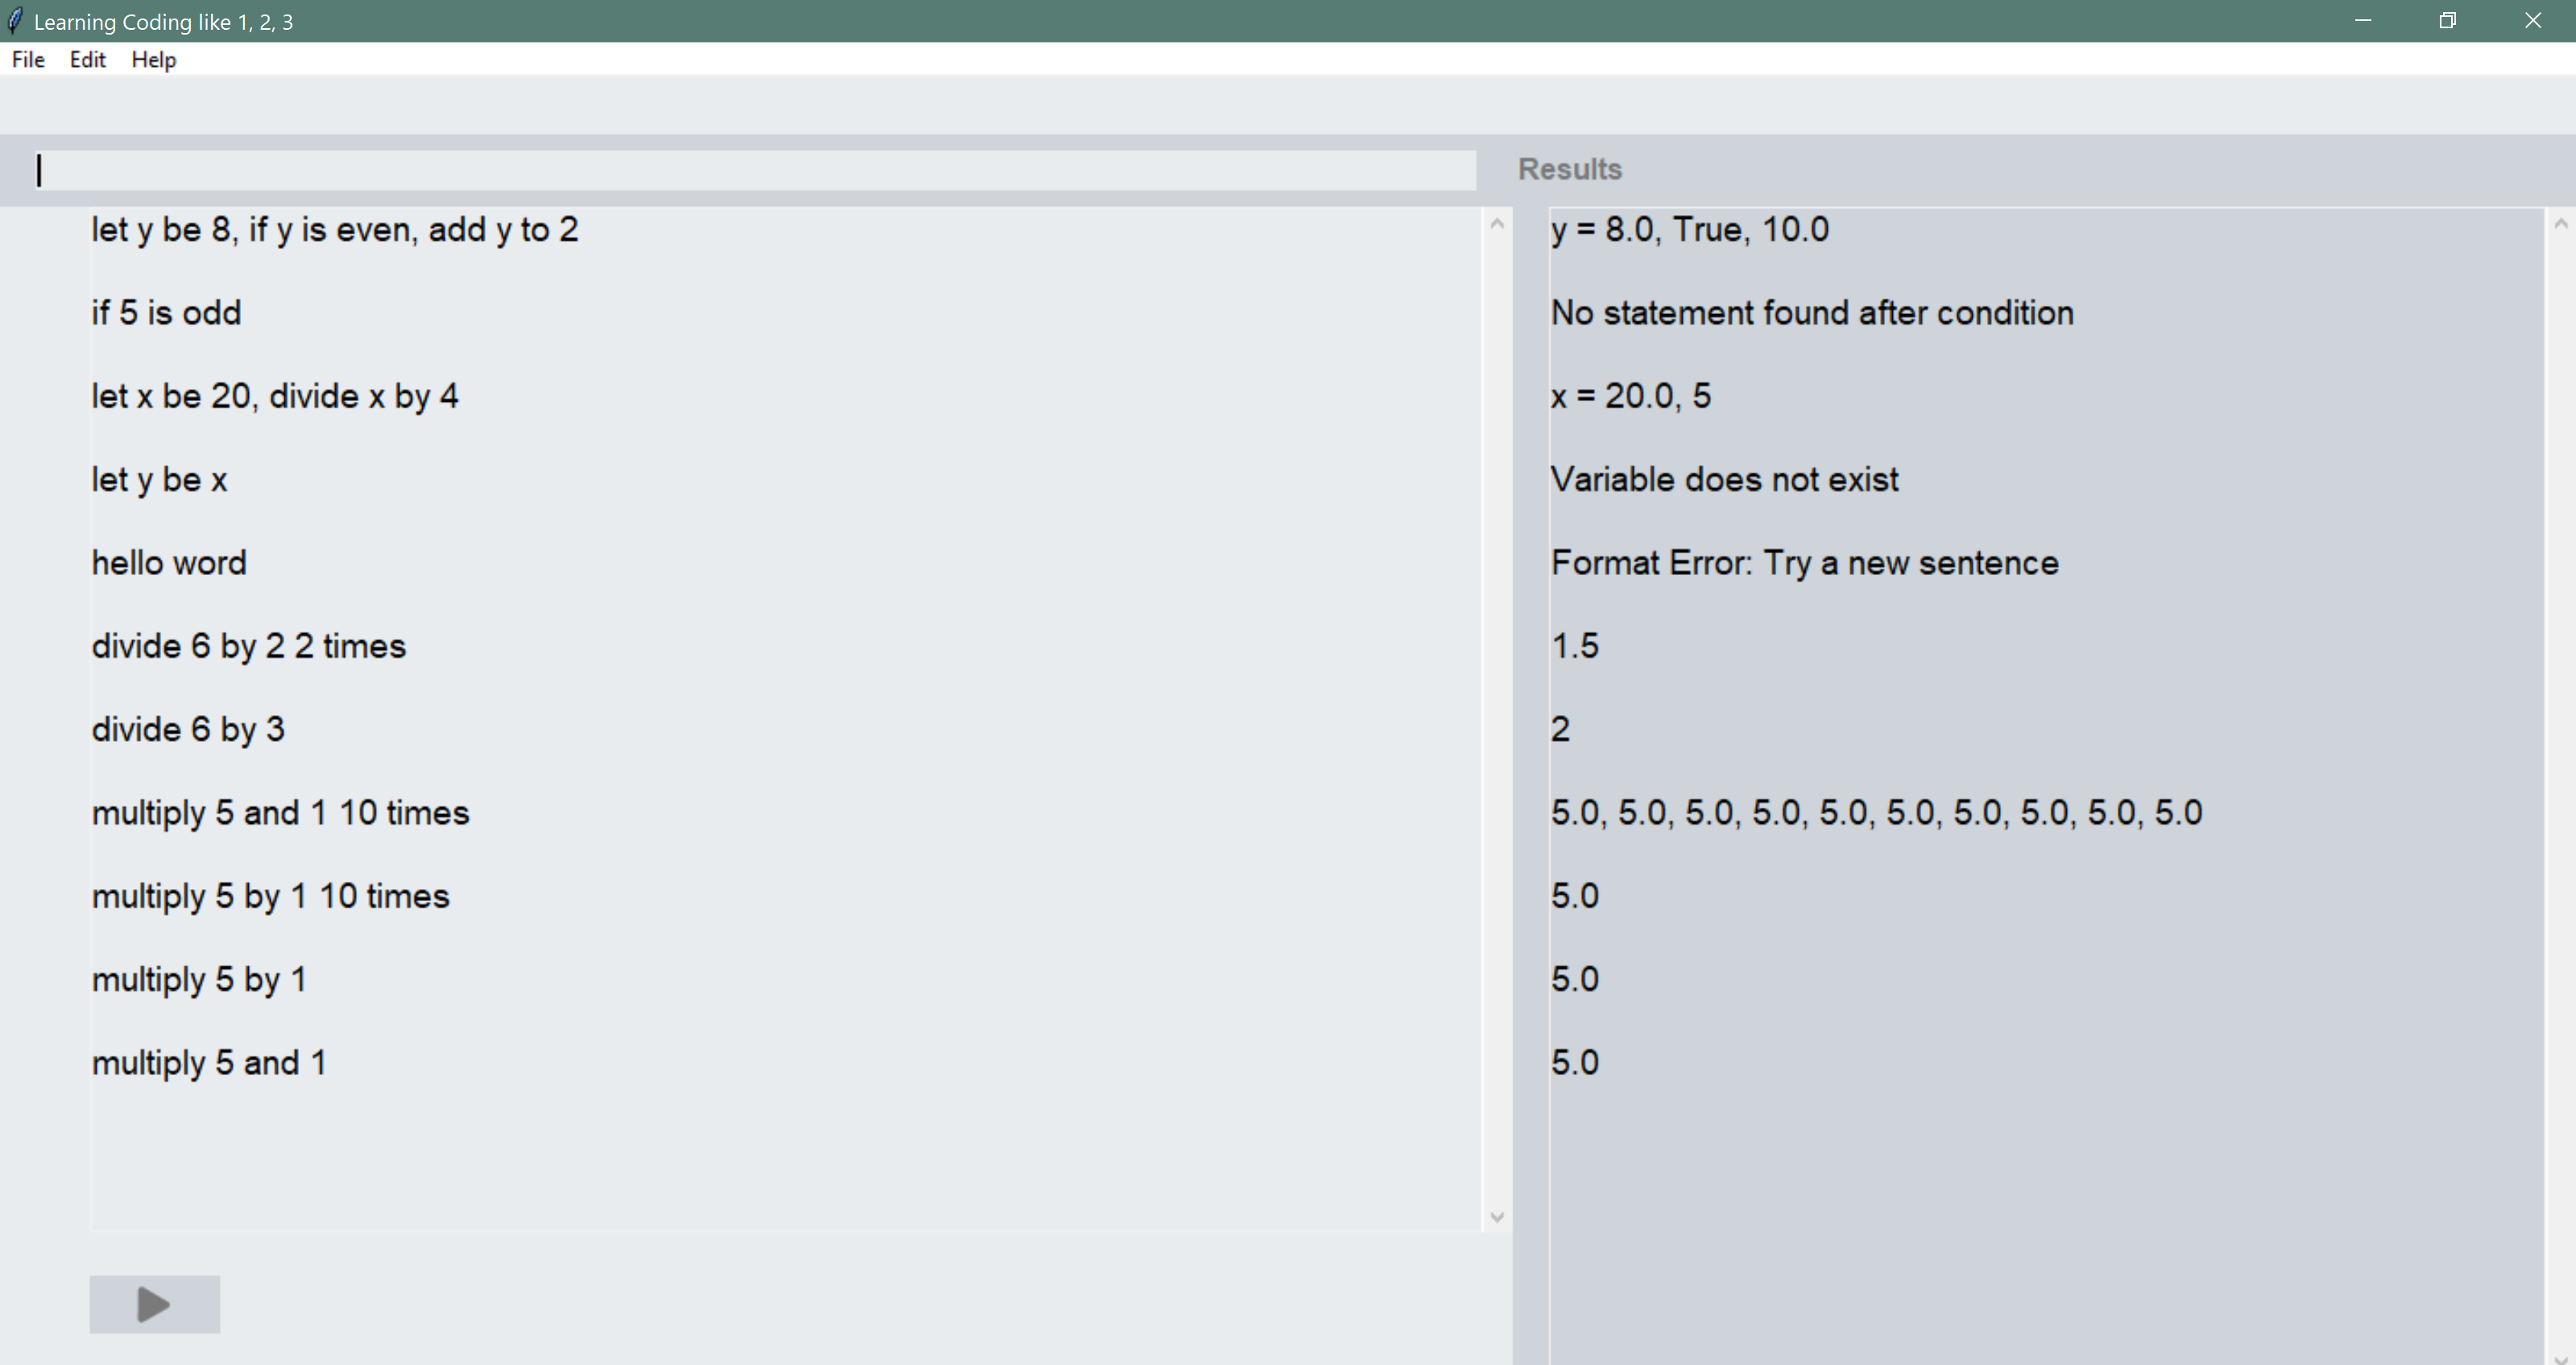 Learning Coding like 1, 2, 3
File Edit Help
Results
let y be 8, if y is even, add y to 2
y = 8.0, True, 10.0
if 5 is odd
No statement found after condition
let x be 20, divide x by 4
x = 20.0, 5
let y be x
Variable does not exist
hello word
Format Error: Try a new sentence
divide 6 by 2 2 times
1.5
divide 6 by 3
2
multiply 5 and 1 10 times
5.0, 5.0, 5.0, 5.0, 5.0, 5.0, 5.0, 5.0, 5.0, 5.0
multiply 5 by 1 10 times
5.0
multiply 5 by 1
5.0
multiply 5 and 1
5.0